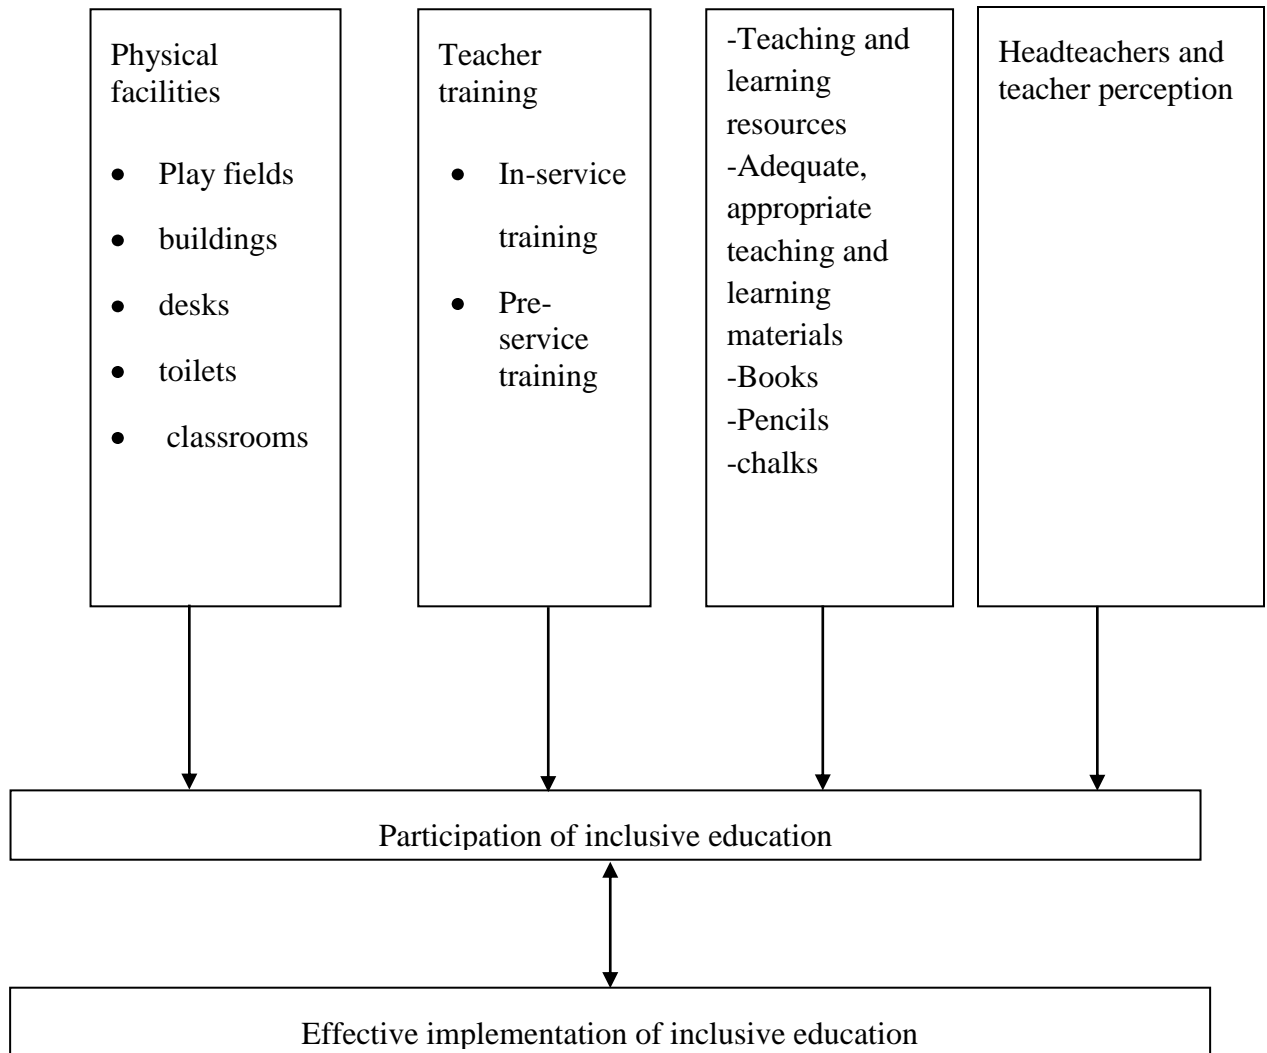 Physical
facilities
• Play fields
• buildings
• desks
• toilets
• classrooms
Teacher
training
• In-service
training
• Pre-
service
training
-Teaching and
learning
resources
-Adequate,
appropriate
teaching and
learning
materials
-Books
-Pencils
-chalks
Headteachers and
teacher perception
Participation of inclusive education
Effective implementation of inclusive education